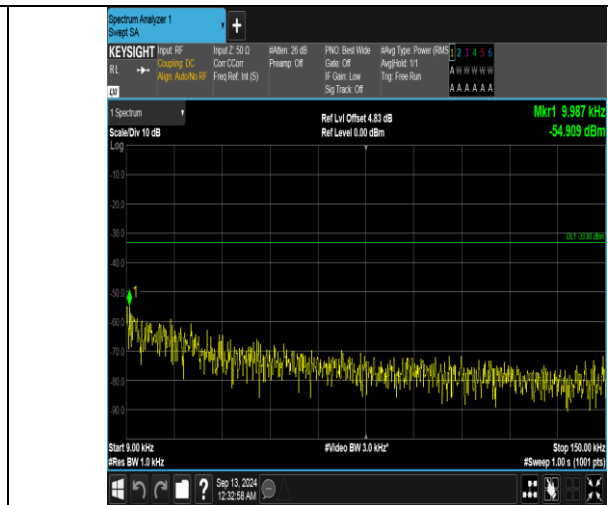 Spectrum Analyzer 1
Swept SA
+
KEYSIGHT Input: RF Input Z: 50 Ω #Atten: 26 dB PNO: Best Wide #Avg Type: Power (RMS 1 2 3 4 5 6
RL Coupling: DC Corr CCorr Preamp: Off Gate: Off Avg|Hold: 1/1 A W W W W W
Align: Auto/No RF Freq Ref: Int (S) IF Gain: Low Trig: Free Run
Sig Track: Off A A A A A A
1 Spectrum Ref Lvl Offset 4.83 dB Mkr1 9.987 kHz
Scale/Div 10 dB Ref Level 0.00 dBm -54.909 dBm
Log
-10.0
-20.0
-30.0
DL1 -33.00 dBm
-40.0
-50.0
1
-60.0
-70.0
-80.0
-90.0
Start 9.00 kHz #Video BW 3.0 kHz* Stop 150.00 kHz
#Res BW 1.0 kHz #Sweep 1.00 s (1001 pts)
? Sep 13, 2024
12:32:58 AM